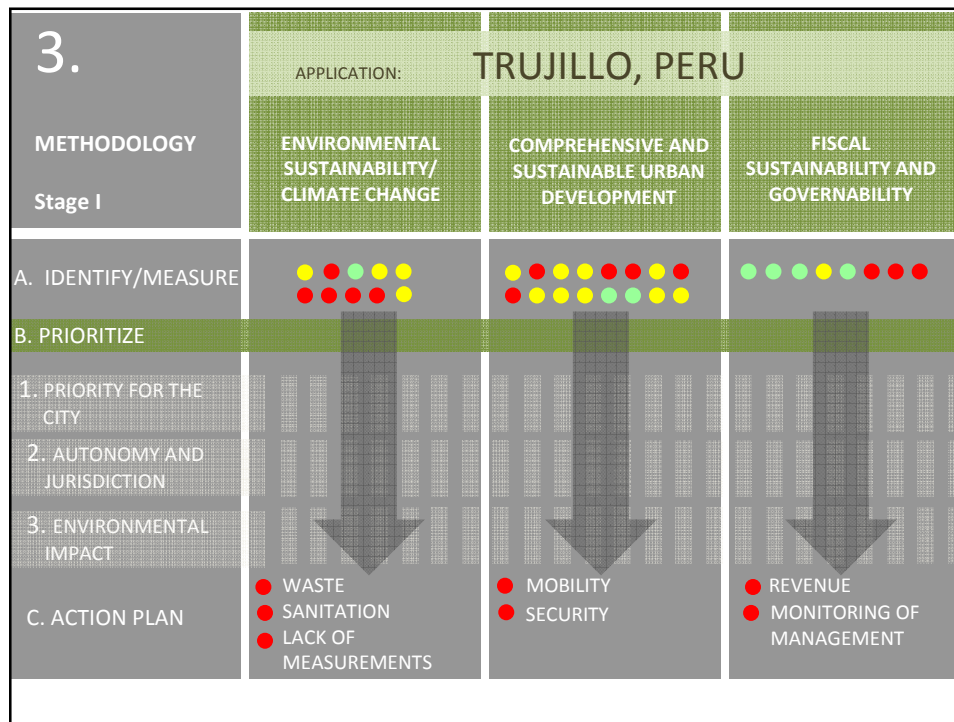 3.
APPLICATION: TRUJILLO, PERU
METHODOLOGY
Stage I
ENVIRONMENTAL
SUSTAINABILITY/
CLIMATE CHANGE
COMPREHENSIVE AND
SUSTAINABLE URBAN
DEVELOPMENT
FISCAL
SUSTAINABILITY AND
GOVERNABILITY
A. IDENTIFY/MEASURE
B. PRIORITIZE
1. PRIORITY FOR THE
CITY
2. AUTONOMY AND
JURISDICTION
3. ENVIRONMENTAL
IMPACT
C. ACTION PLAN
WASTE
SANITATION
LACK OF
MEASUREMENTS
MOBILITY
SECURITY
REVENUE
MONITORING OF
MANAGEMENT